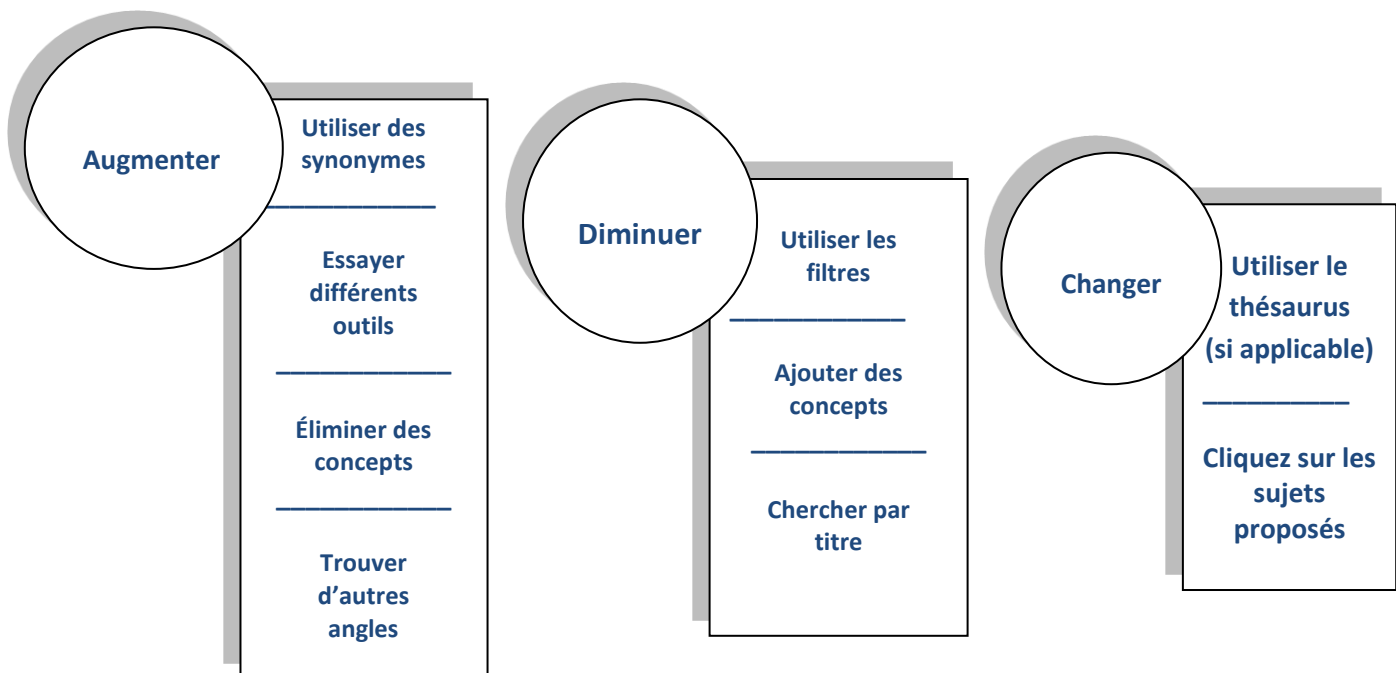 Augmenter
Utiliser des
synonymes
Essayer
différents
outils
Éliminer des
concepts
Trouver
d’autres
angles
Diminuer
Utiliser les
filtres
Ajouter des
concepts
Chercher par
titre
Changer
Utiliser le
thésaurus
(si applicable)
Cliquez sur les
sujets
proposés